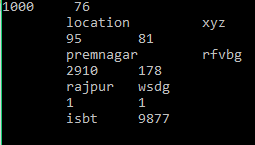 1000 76
location xyz
95 81
premnagar rfvbg
2910 178
rajpur wsdg
1 1
isbt 9877